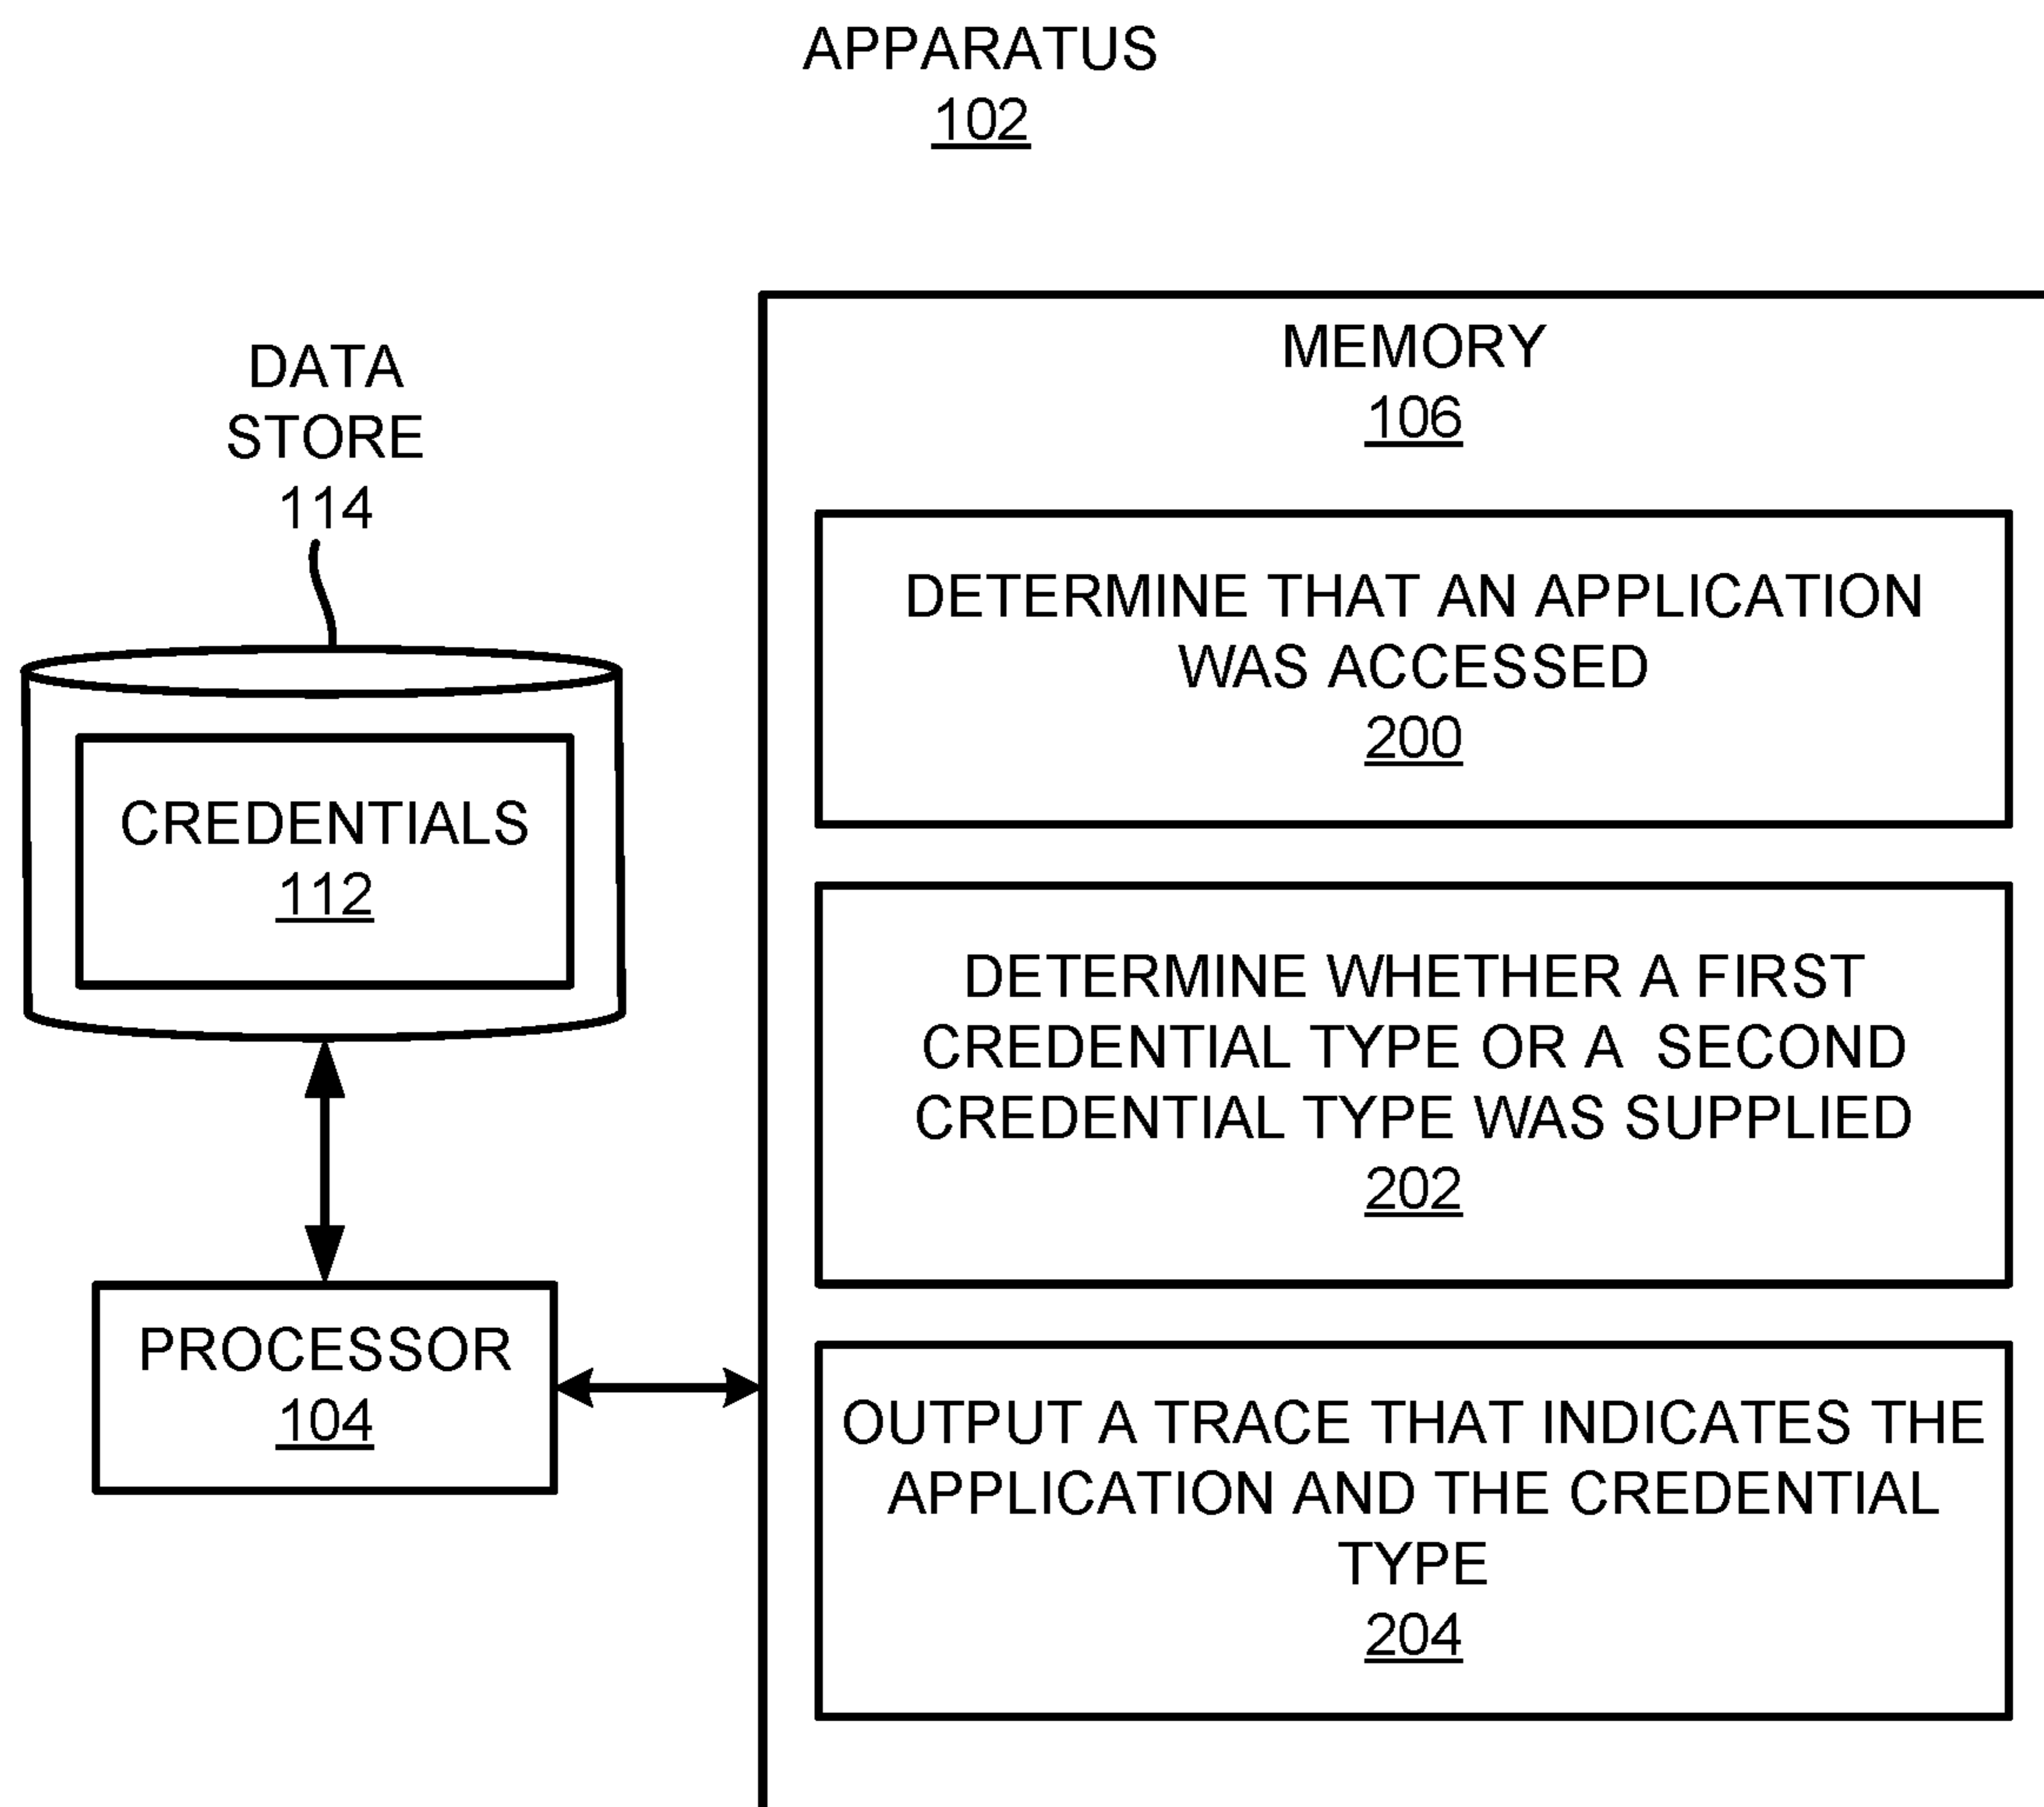 APPARATUS
102
DATA
STORE
114
CREDENTIALS
112
PROCESSOR
104
MEMORY
106
DETERMINE THAT AN APPLICATION
WAS ACCESSED
200
DETERMINE WHETHER A FIRST
CREDENTIAL TYPE OR A SECOND
CREDENTIAL TYPE WAS SUPPLIED
202
OUTPUT A TRACE THAT INDICATES THE
APPLICATION AND THE CREDENTIAL
TYPE
204